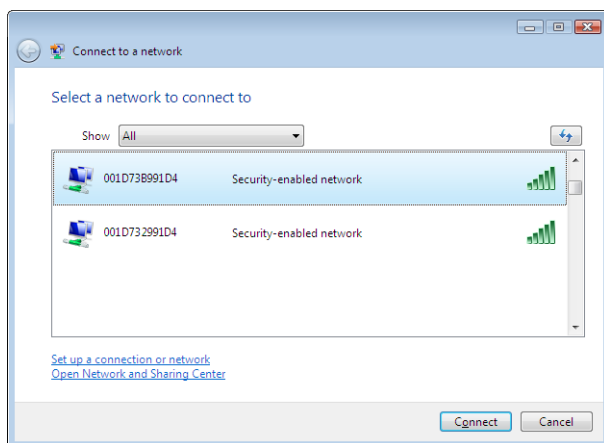 Connect to a network
Select a network to connect to
Show All
001D73B991D4 Security-enabled network
001D732991D4 Security-enabled network
Set up a connection or network
Open Network and Sharing Center
Connect Cancel